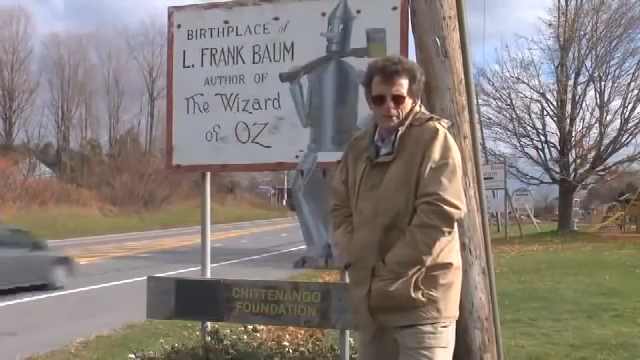 BIRTHPLACE of
L. FRANK BAUM
AUTHOR OF
The Wizard
of OZ
CHITTENANGO
FOUNDATION